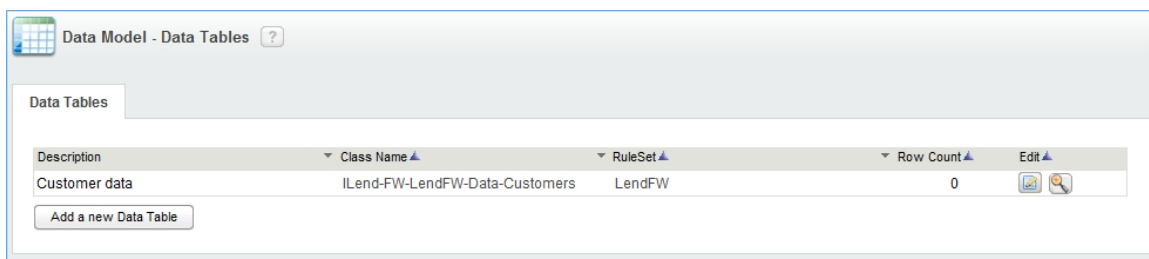 Data Model - Data Tables ?
Data Tables
Description Class Name RuleSet Row Count Edit
Customer data ILend-FW-LendFW-Data-Customers LendFW 0
Add a new Data Table